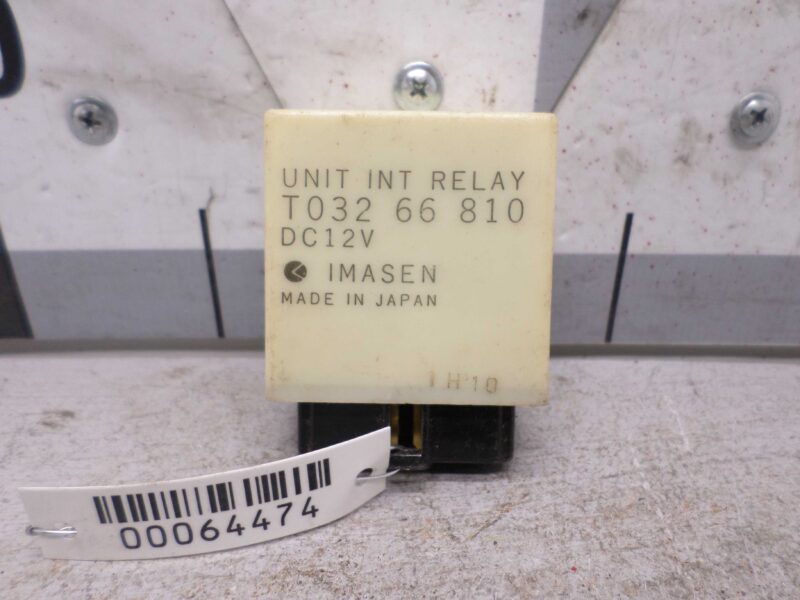 UNIT INT RELAY
T032 66 810
DC12V
IMASEN
MADE IN JAPAN
1H10
00064474